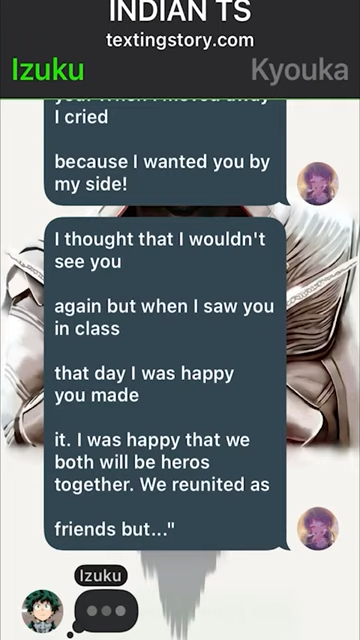 INDIAN TS
textingstory.com
Izuku Kyouka
I cried
because I wanted you by
my side!
I thought that I wouldn't
see you
again but when I saw you
in class
that day I was happy
you made
it. I was happy that we
both will be heros
together. We reunited as
friends but..."
Izuku